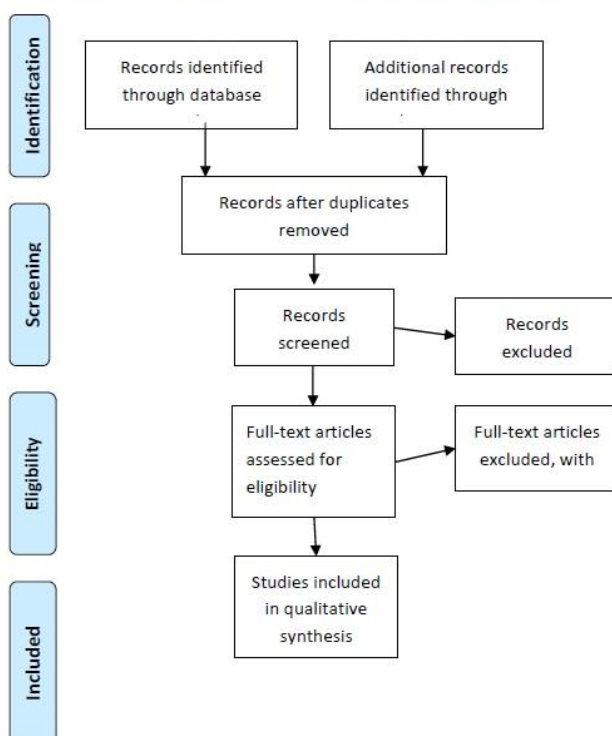 Identification
Records identified
through database
Additional records
identified through
Records after duplicates
removed
Screening
Records
screened
Records
excluded
Eligibility
Full-text articles
assessed for
eligibility
Full-text articles
excluded, with
Studies included
in qualitative
synthesis
Included